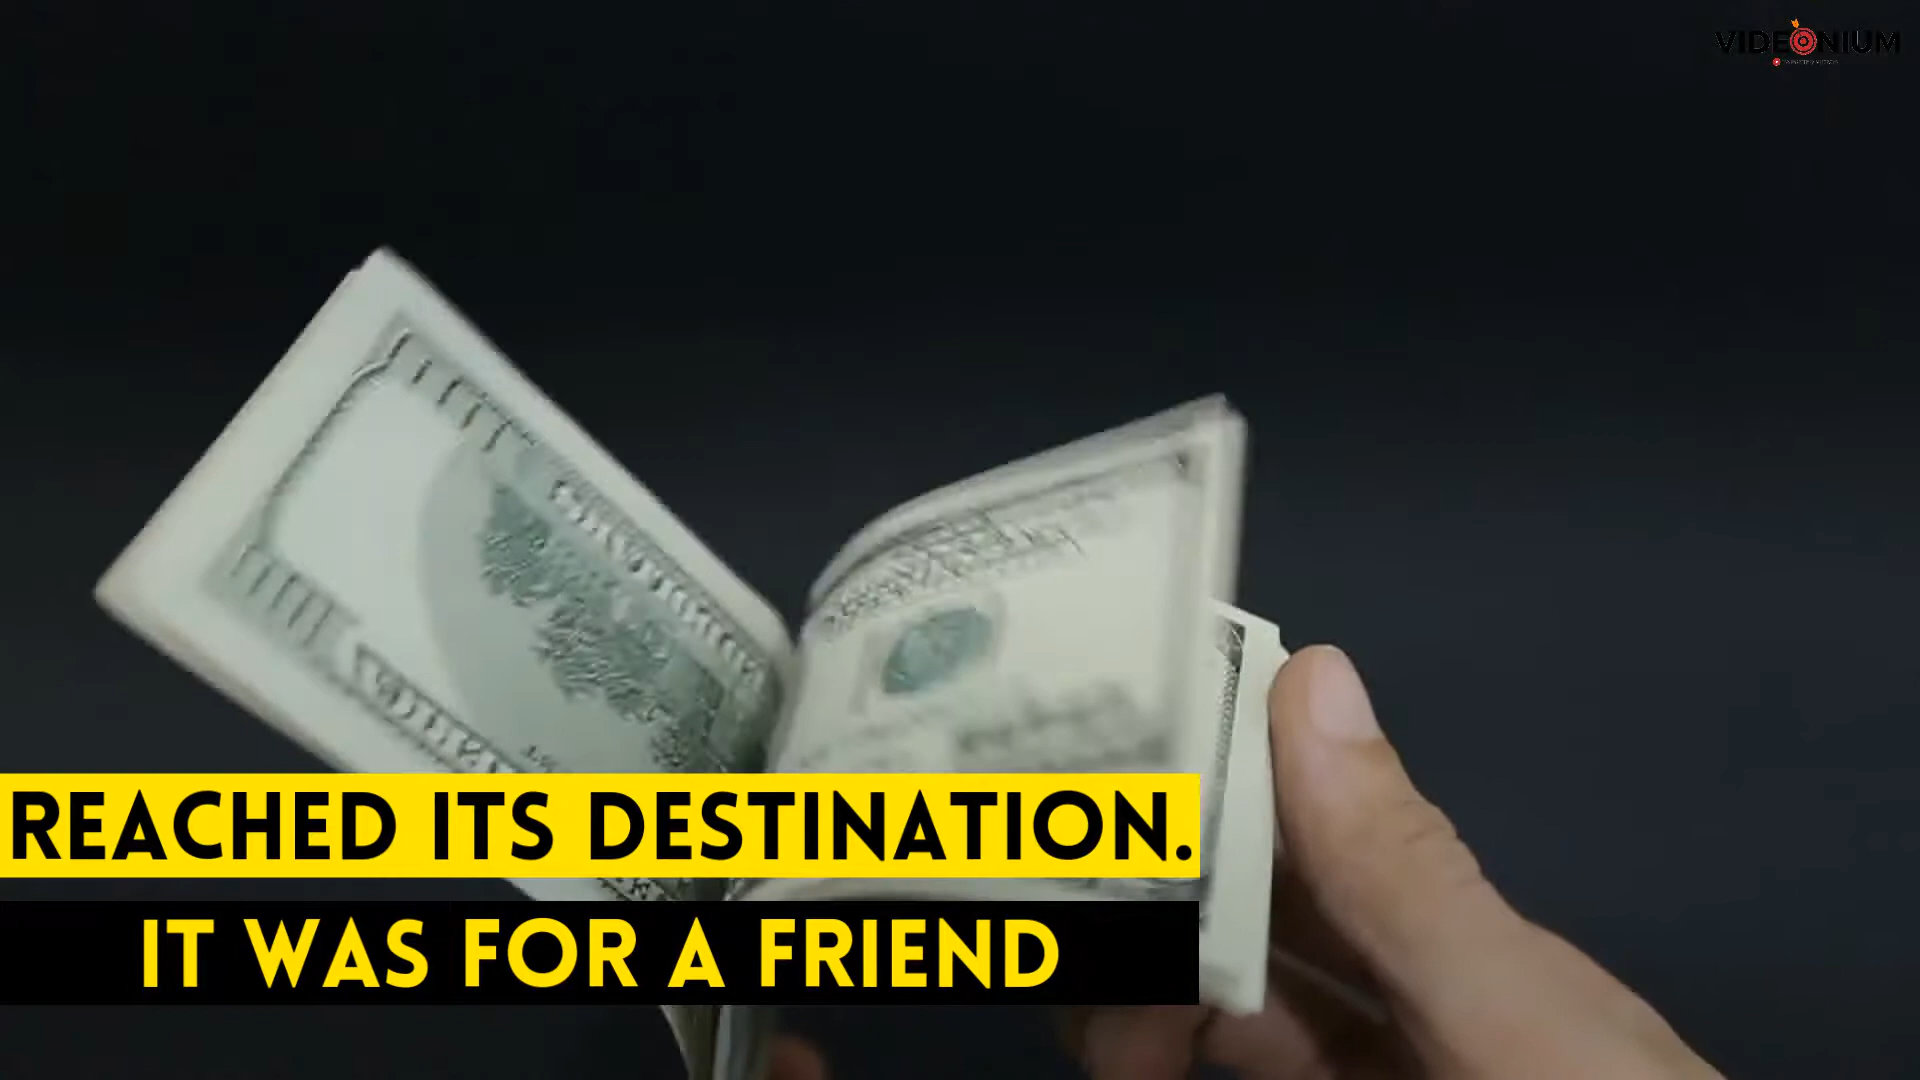 VIDEONIUM
REACHED ITS DESTINATION.
IT WAS FOR A FRIEND